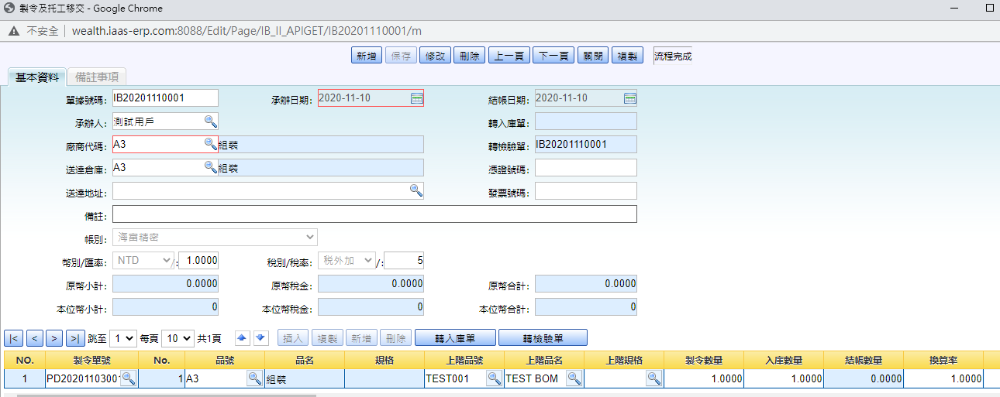 製令及托工移交 - Google Chrome
不安全 wealth.iaas-erp.com:8088/Edit/Page/IB_II_APIGET/IB20201110001/m
新增 保存 修改 刪除 上一頁 下一頁 關閉 複製 流程完成
基本資料 備註事項
單據號碼: IB20201110001 承辦日期: 2020-11-10 結帳日期: 2020-11-10
承辦人: 測試用戶 轉入庫單:
廠商代碼: A3 組裝 轉檢驗單: IB20201110001
送達倉庫: A3 組裝 憑證號碼:
送達地址: 發票號碼:
備註:
帳別: 海富精密
幣別/匯率: NTD /: 1.0000 稅別/稅率: 稅外加 /: 5
原幣小計: 0.0000 原幣稅金: 0.0000 原幣合計: 0.0000
本位幣小計: 0 本位幣稅金: 0 本位幣合計: 0
|< < > >| 跳至 1 每頁 10 共1頁 插入 複製 新增 刪除 轉入庫單 轉檢驗單
NO. 製令單號 No. 品號 品名 規格 上階品號 上階品名 上階規格 製令數量 入庫數量 結帳數量 換算率
1 PD2020110300 1 A3 組裝 TEST001 TEST BOM 1.0000 1.0000 0.0000 1.0000